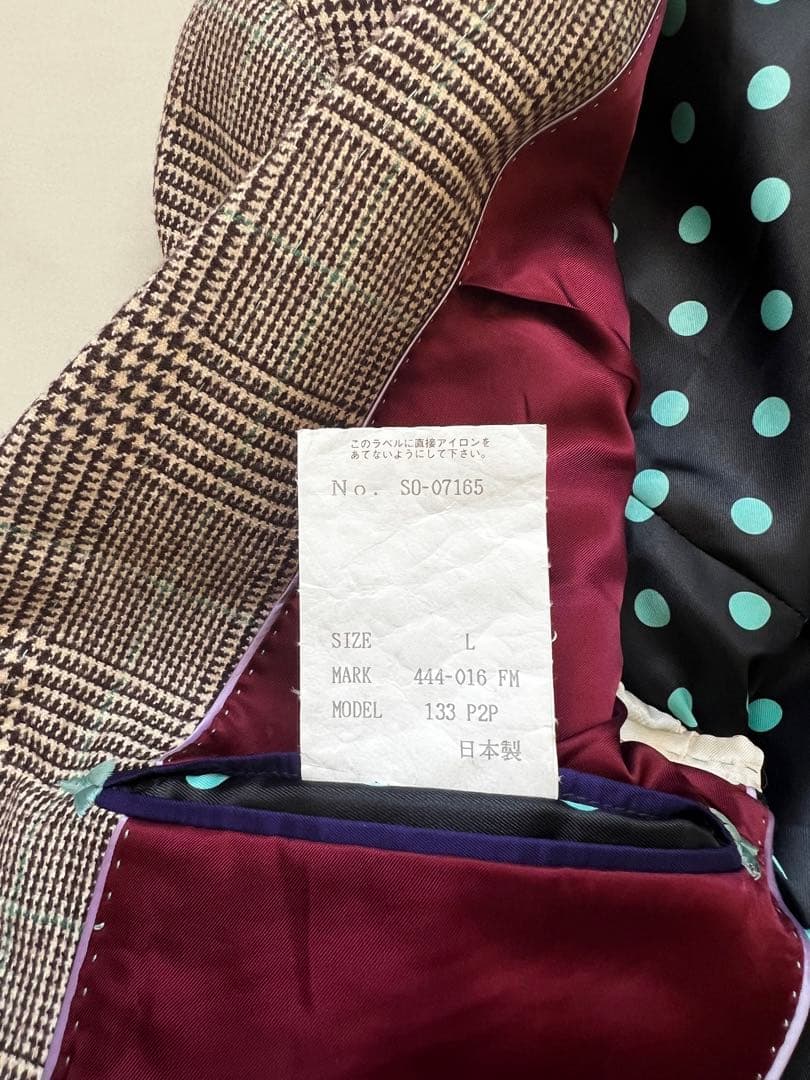 このラベルに直接アイロンを
あてないようにして下さい。
No. SO-07165
SIZE L
MARK 444-016 FM
MODEL 133 P2P
日本製